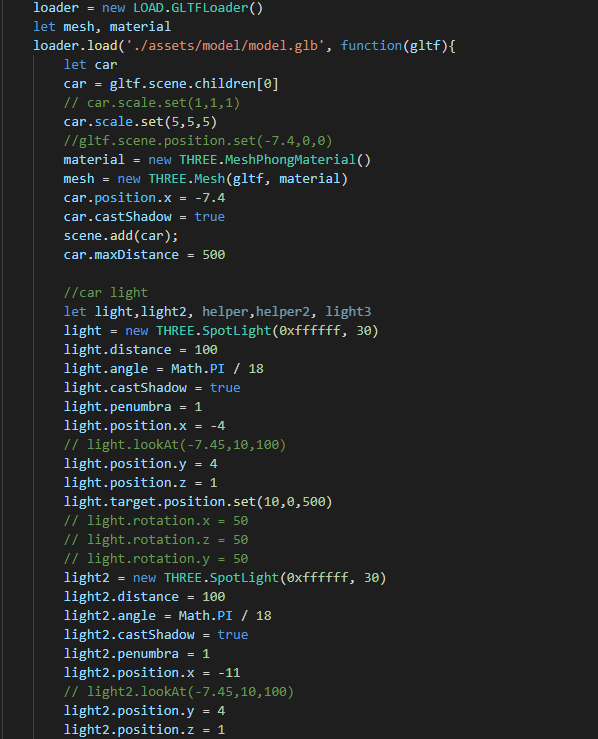 loader = new LOAD.GLTFLoader()
let mesh, material
loader.load('./assets/model/model.glb', function(gltf){
    let car
    car = gltf.scene.children[0]
    // car.scale.set(1,1,1)
    car.scale.set(5,5,5)
    //gltf.scene.position.set(-7.4,0,0)
    material = new THREE.MeshPhongMaterial()
    mesh = new THREE.Mesh(gltf, material)
    car.position.x = -7.4
    car.castShadow = true
    scene.add(car);
    car.maxDistance = 500

    //car light
    let light,light2, helper,helper2, light3
    light = new THREE.SpotLight(0xffffff, 30)
    light.distance = 100
    light.angle = Math.PI / 18
    light.castShadow = true
    light.penumbra = 1
    light.position.x = -4
    // light.lookAt(-7.45,10,100)
    light.position.y = 4
    light.position.z = 1
    light.target.position.set(10,0,500)
    // light.rotation.x = 50
    // light.rotation.z = 50
    // light.rotation.y = 50
    light2 = new THREE.SpotLight(0xffffff, 30)
    light2.distance = 100
    light2.angle = Math.PI / 18
    light2.castShadow = true
    light2.penumbra = 1
    light2.position.x = -11
    // light2.lookAt(-7.45,10,100)
    light2.position.y = 4
    light2.position.z = 1